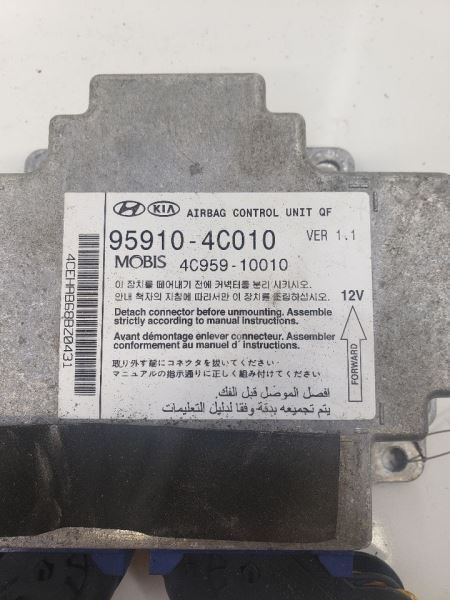 HYUNDAI KIA AIRBAG CONTROL UNIT QF
95910-4C010 VER 1.1
MOBIS 4C959-10010
이 장치를 떼어내기 전에 커넥터를 분리 시키시오.
안내 책자의 지침에 따라서만 이 장치를 조립하십시오. 12V
Detach connector before unmounting. Assemble
strictly according to manual instructions.
Avant démontage enlever connecteur. Assembler
conformement au manuel d' instructions.
取り外す際にコネクタを抜いてください
マニュアルの指示通りに正しく組み付けてください
افصل الموصل قبل الفك.
يتم تجميعه بدقة وفقا لدليل التعليمات
FORWARD